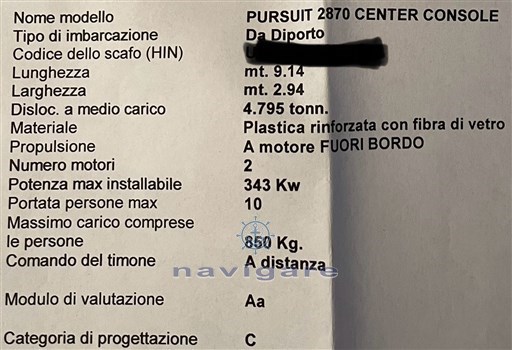 Nome modello PURSUIT 2870 CENTER CONSOLE
Tipo di imbarcazione Da Diporto
Codice dello scafo (HIN)
Lunghezza mt. 9.14
Larghezza mt. 2.94
Disloc. a medio carico 4.795 tonn.
Materiale Plastica rinforzata con fibra di vetro
Propulsione A motore FUORI BORDO
Numero motori 2
Potenza max installabile 343 Kw
Portata persone max 10
Massimo carico comprese
le persone 850 Kg.
Comando del timone A distanza
navigare
Modulo di valutazione Aa
Categoria di progettazione C